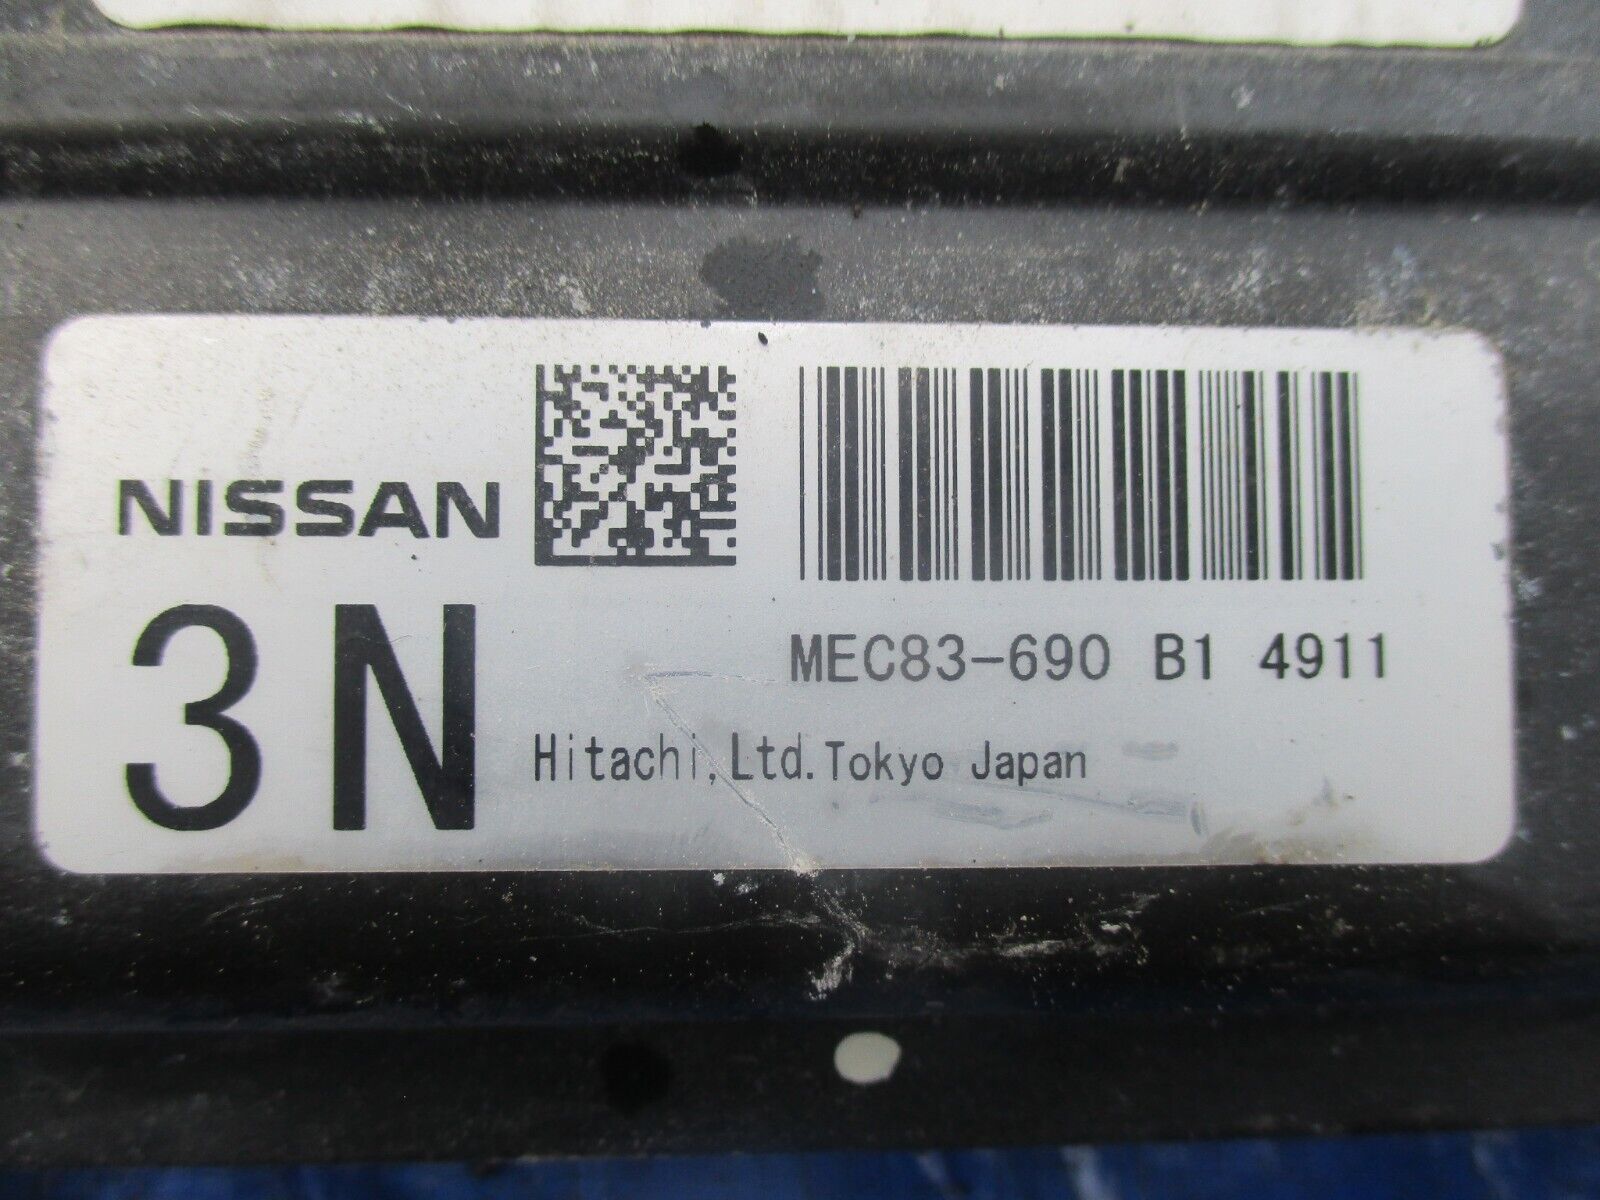 NISSAN
3N
MEC83-690 B1 4911
Hitachi, Ltd. Tokyo Japan